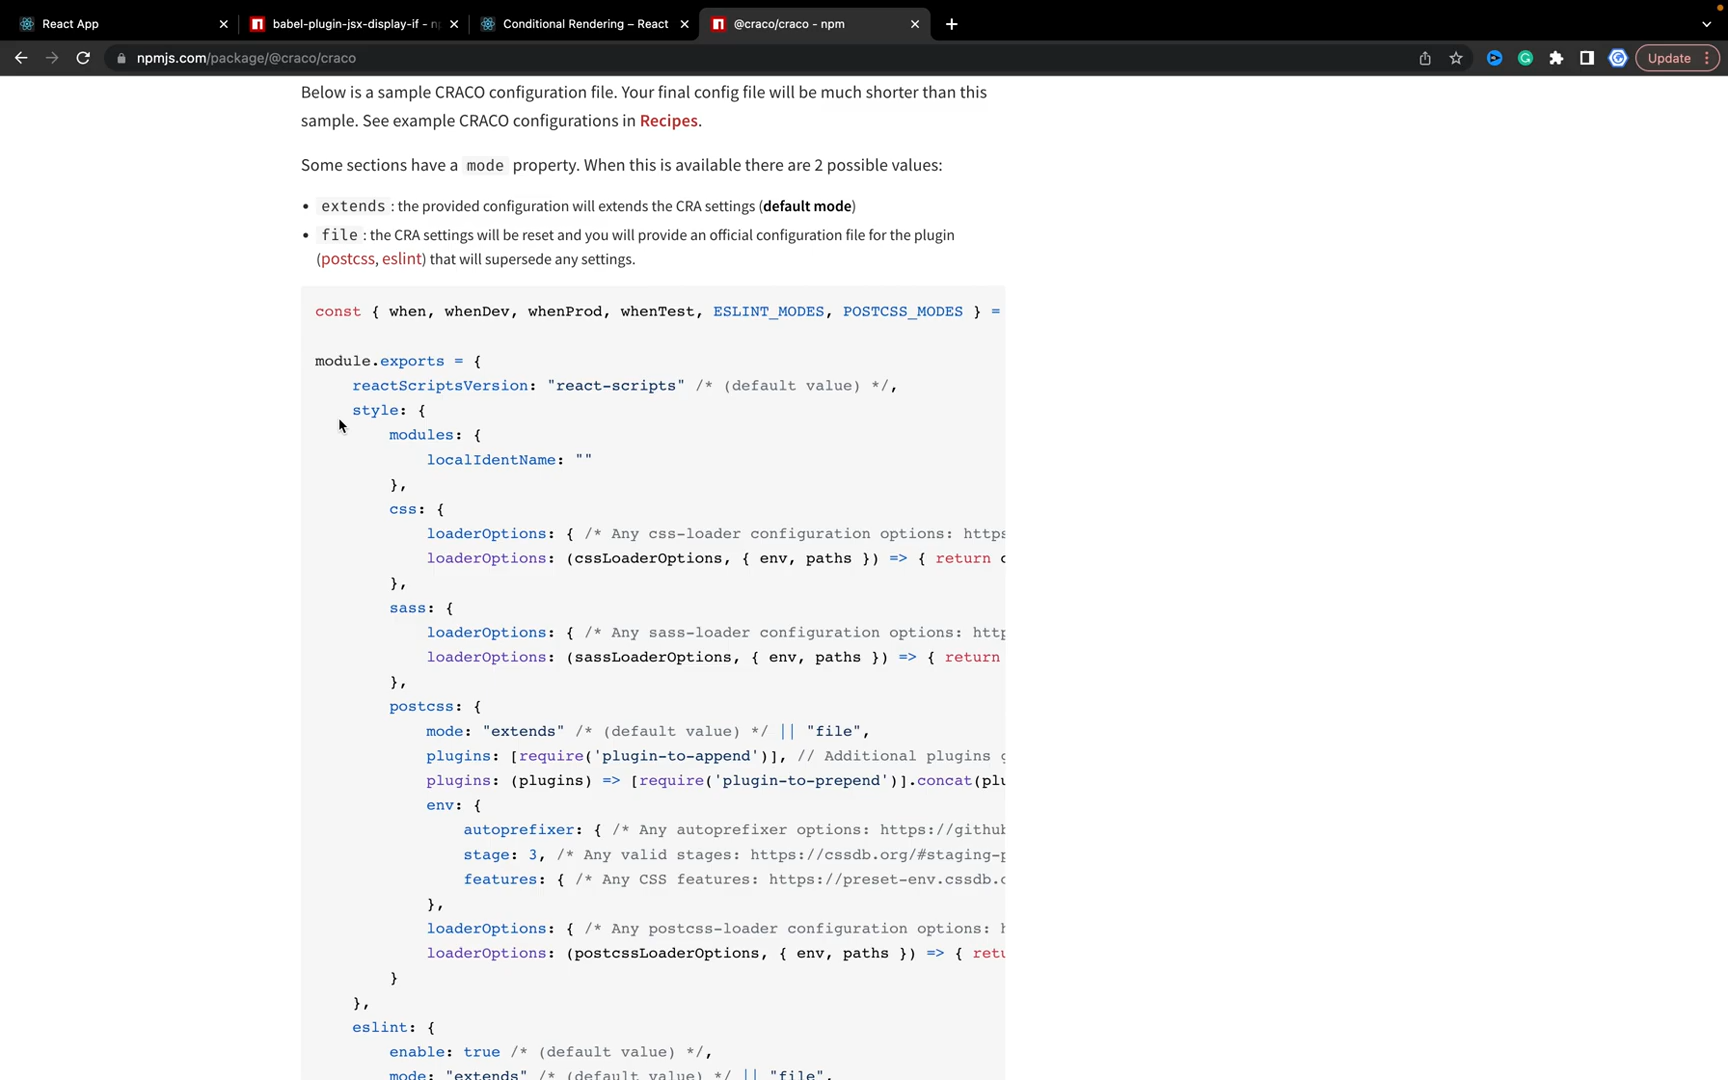 React App
babel-plugin-jsx-display-if - n
Conditional Rendering – React
@craco/craco - npm
npmjs.com/package/@craco/craco
Update
Below is a sample CRACO configuration file. Your final config file will be much shorter than this
sample. See example CRACO configurations in Recipes.
Some sections have a mode property. When this is available there are 2 possible values:
• extends : the provided configuration will extends the CRA settings (default mode)
• file : the CRA settings will be reset and you will provide an official configuration file for the plugin
(postcss, eslint) that will supersede any settings.
const { when, whenDev, whenProd, whenTest, ESLINT_MODES, POSTCSS_MODES } =
module.exports = {
reactScriptsVersion: "react-scripts" /* (default value) */,
style: {
modules: {
localIdentName: ""
},
css: {
loaderOptions: { /* Any css-loader configuration options: https
loaderOptions: (cssLoaderOptions, { env, paths }) => { return c
},
sass: {
loaderOptions: { /* Any sass-loader configuration options: http
loaderOptions: (sassLoaderOptions, { env, paths }) => { return
},
postcss: {
mode: "extends" /* (default value) */ || "file",
plugins: [require('plugin-to-append')], // Additional plugins g
plugins: (plugins) => [require('plugin-to-prepend')].concat(plu
env: {
autoprefixer: { /* Any autoprefixer options: https://github
stage: 3, /* Any valid stages: https://cssdb.org/#staging-p
features: { /* Any CSS features: https://preset-env.cssdb.o
},
loaderOptions: { /* Any postcss-loader configuration options: h
loaderOptions: (postcssLoaderOptions, { env, paths }) => { retu
}
},
eslint: {
enable: true /* (default value) */,
mode: "extends" /* (default value) */ || "file",